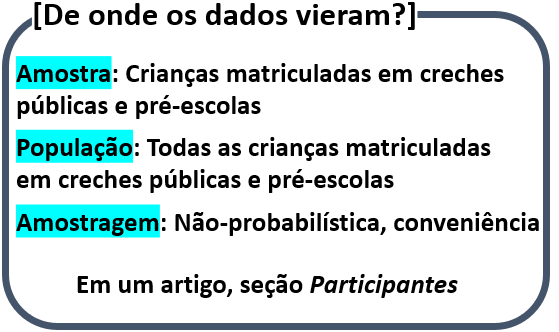 [De onde os dados vieram?]
Amostra: Crianças matriculadas em creches
públicas e pré-escolas
População: Todas as crianças matriculadas
em creches públicas e pré-escolas
Amostragem: Não-probabilística, conveniência
Em um artigo, seção Participantes